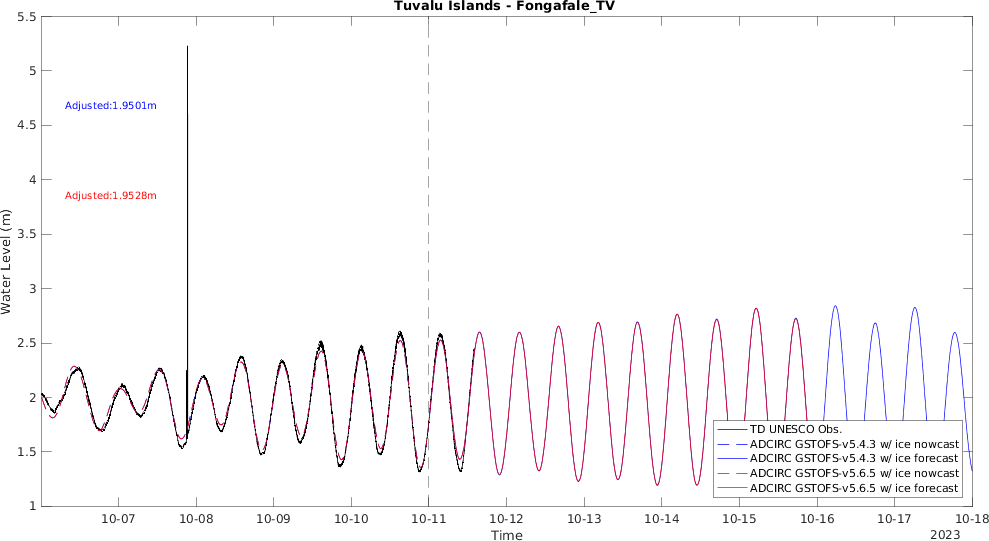 Tuvalu Islands - Fongafale_TV
5.5
5
4.5
4
3.5
3
2.5
2
1.5
1
Water Level (m)
Adjusted:1.9501m
Adjusted:1.9528m
TD UNESCO Obs.
ADCIRC GSTOFS-v5.4.3 w/ ice nowcast
ADCIRC GSTOFS-v5.4.3 w/ ice forecast
ADCIRC GSTOFS-v5.6.5 w/ ice nowcast
ADCIRC GSTOFS-v5.6.5 w/ ice forecast
10-07 10-08 10-09 10-10 10-11 10-12 10-13 10-14 10-15 10-16 10-17 10-18
Time
2023